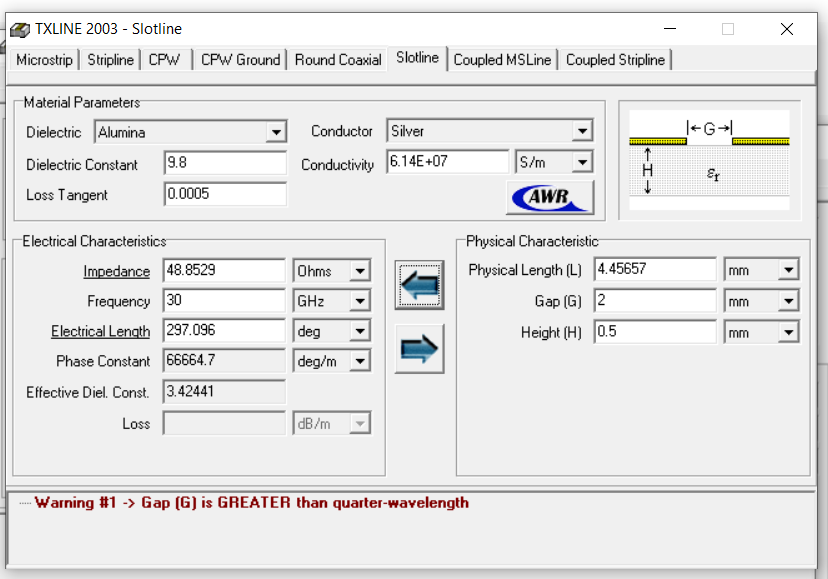 TXLINE 2003 - Slotline
Microstrip Stripline CPW CPW Ground Round Coaxial Slotline Coupled MSLine Coupled Stripline
Material Parameters
Dielectric Alumina Conductor Silver
Dielectric Constant 9.8 Conductivity 6.14E+07 S/m
Loss Tangent 0.0005 AWR
G
H
εr
Electrical Characteristics
Impedance 48.8529 Ohms
Frequency 30 GHz
Electrical Length 297.096 deg
Phase Constant 66664.7 deg/m
Effective Diel. Const. 3.42441
Loss dB/m
Physical Characteristic
Physical Length (L) 4.45657 mm
Gap (G) 2 mm
Height (H) 0.5 mm
Warning #1 -> Gap (G) is GREATER than quarter-wavelength